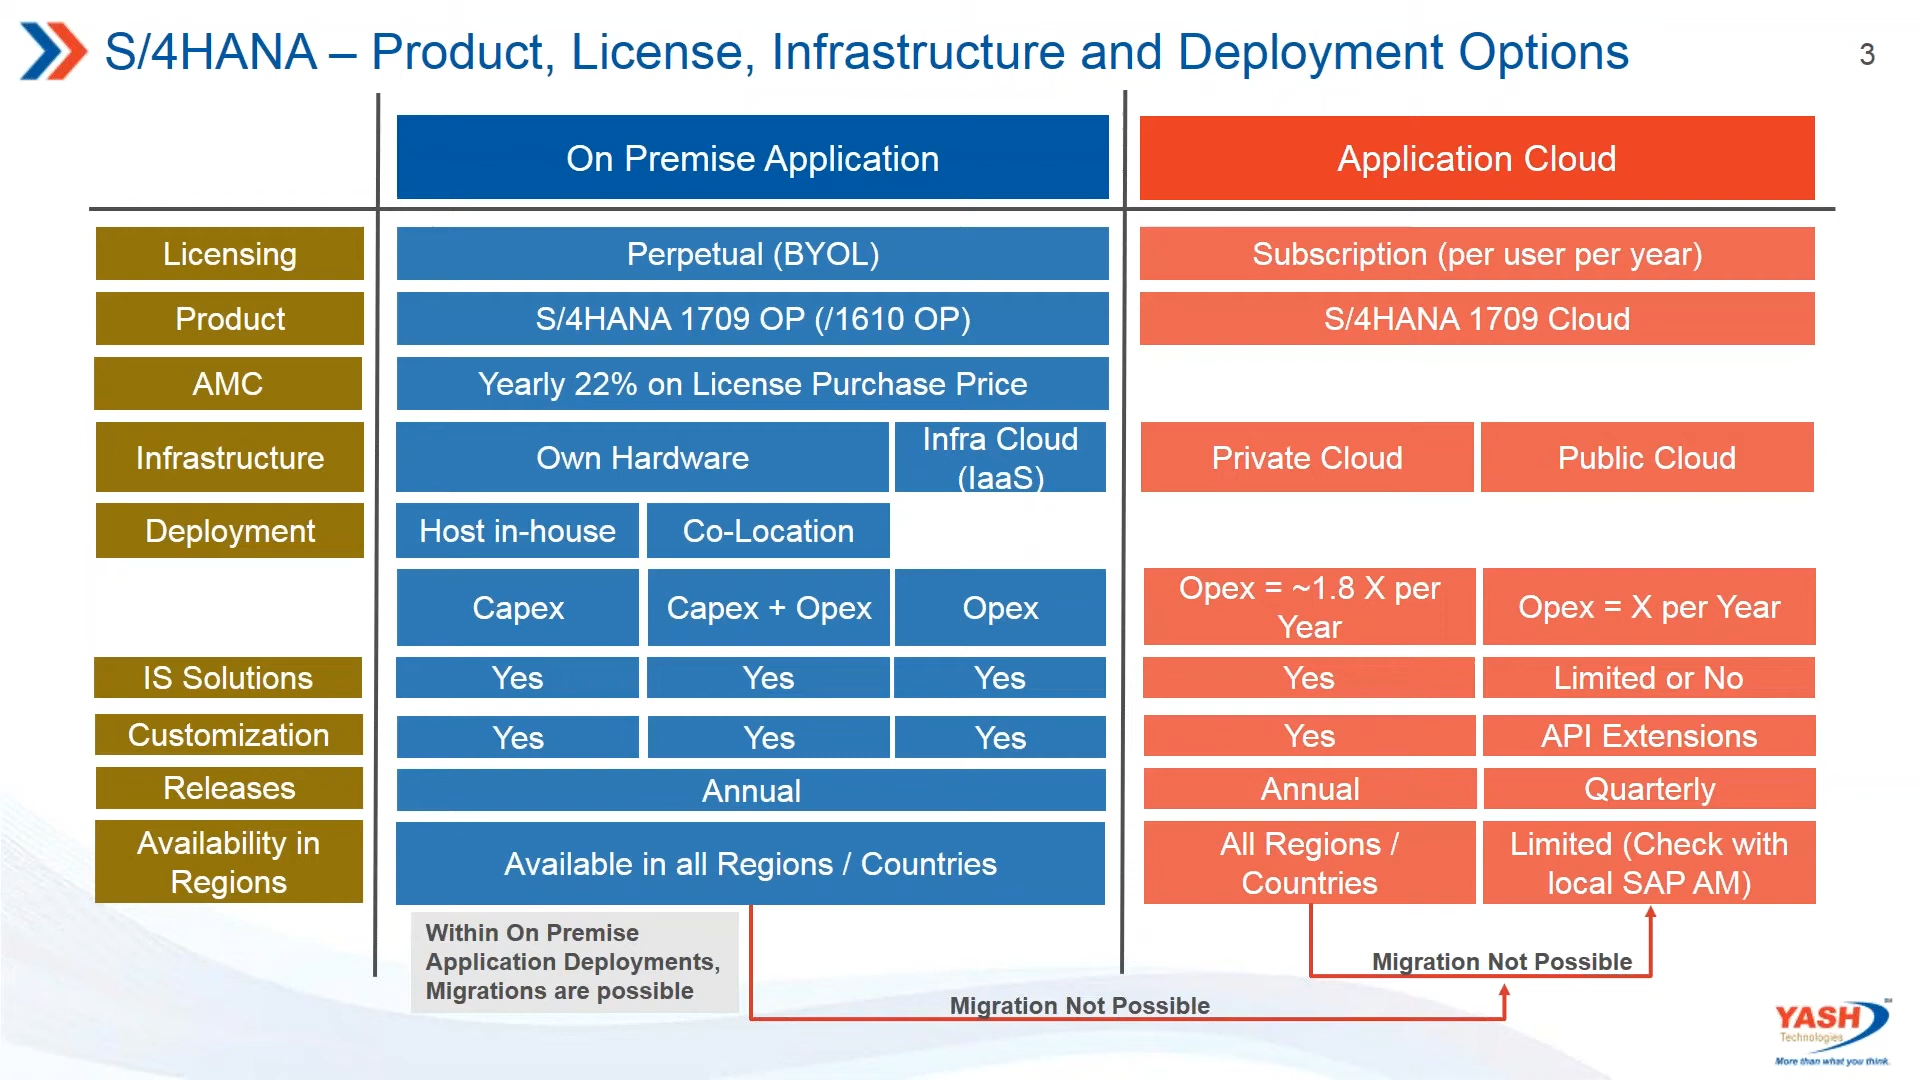 S/4HANA – Product, License, Infrastructure and Deployment Options
3
On Premise Application
Application Cloud
Licensing
Perpetual (BYOL)
Subscription (per user per year)
Product
S/4HANA 1709 OP (/1610 OP)
S/4HANA 1709 Cloud
AMC
Yearly 22% on License Purchase Price
Infrastructure
Own Hardware
Infra Cloud
(IaaS)
Private Cloud
Public Cloud
Deployment
Host in-house
Co-Location
Capex
Capex + Opex
Opex
Opex = ~1.8 X per
Year
Opex = X per Year
IS Solutions
Yes
Yes
Yes
Yes
Limited or No
Customization
Yes
Yes
Yes
Yes
API Extensions
Releases
Annual
Annual
Quarterly
Availability in
Regions
Available in all Regions / Countries
All Regions /
Countries
Limited (Check with
local SAP AM)
Within On Premise
Application Deployments,
Migrations are possible
Migration Not Possible
Migration Not Possible
YASH
Technologies
More than what you think.